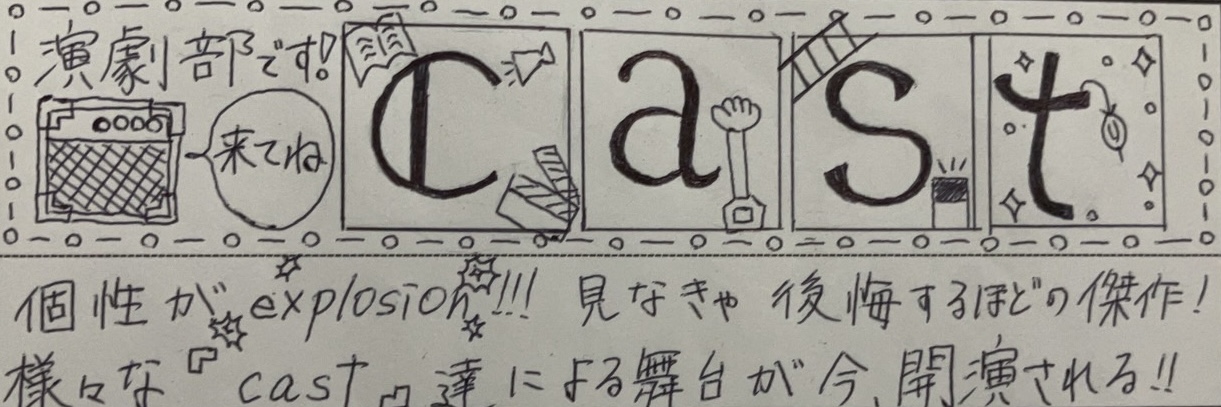 演劇部です!
来てね
Cast
個性がexplosion!!! 見なきゃ後悔するほどの傑作!
様々な『cast』達による舞台が今、開演される!!